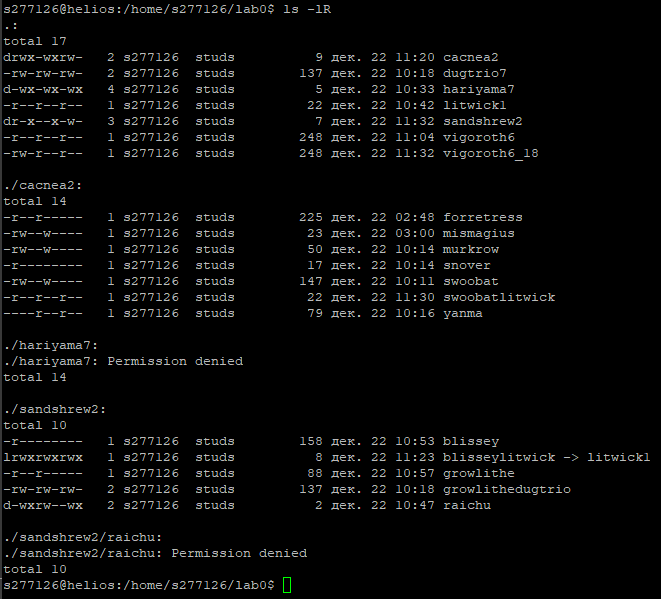 s277126@helios:/home/s277126/lab0$ ls -lR
.:
total 17
drwx-wxrw-   2 s277126  studs          9 дек. 22 11:20 cacnea2
-rw-rw-rw-   2 s277126  studs        137 дек. 22 10:18 dugtrio7
d-wx-wx-wx   4 s277126  studs          5 дек. 22 10:33 hariyama7
-r--r--r--   1 s277126  studs         22 дек. 22 10:42 litwick1
dr-x--x-w-   3 s277126  studs          7 дек. 22 11:32 sandshrew2
-r--r--r--   1 s277126  studs        248 дек. 22 11:04 vigoroth6
-rw-r--r--   1 s277126  studs        248 дек. 22 11:32 vigoroth6_18
./cacnea2:
total 14
-r--r-----   1 s277126  studs        225 дек. 22 02:48 forretress
-rw--w----   1 s277126  studs         23 дек. 22 03:00 mismagius
-rw--w----   1 s277126  studs         50 дек. 22 10:14 murkrow
-r--------   1 s277126  studs         17 дек. 22 10:14 snover
-rw--w----   1 s277126  studs        147 дек. 22 10:11 swoobat
-r--r--r--   1 s277126  studs         22 дек. 22 11:30 swoobatlitwick
----r--r--   1 s277126  studs         79 дек. 22 10:16 yanma
./hariyama7:
./hariyama7: Permission denied
total 14
./sandshrew2:
total 10
-r--------   1 s277126  studs        158 дек. 22 10:53 blissey
lrwxrwxrwx   1 s277126  studs          8 дек. 22 11:23 blisseylitwick -> litwick1
-r--r-----   1 s277126  studs         88 дек. 22 10:57 growlithe
-rw-rw-rw-   2 s277126  studs        137 дек. 22 10:18 growlithedugtrio
d-wxrw--wx   2 s277126  studs          2 дек. 22 10:47 raichu
./sandshrew2/raichu:
./sandshrew2/raichu: Permission denied
total 10
s277126@helios:/home/s277126/lab0$